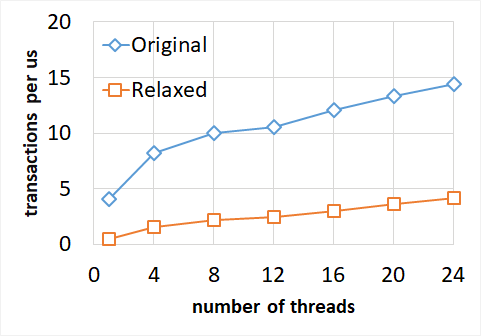 20
15
10
5
0
transactions per us
Original
Relaxed
0 4 8 12 16 20 24
number of threads